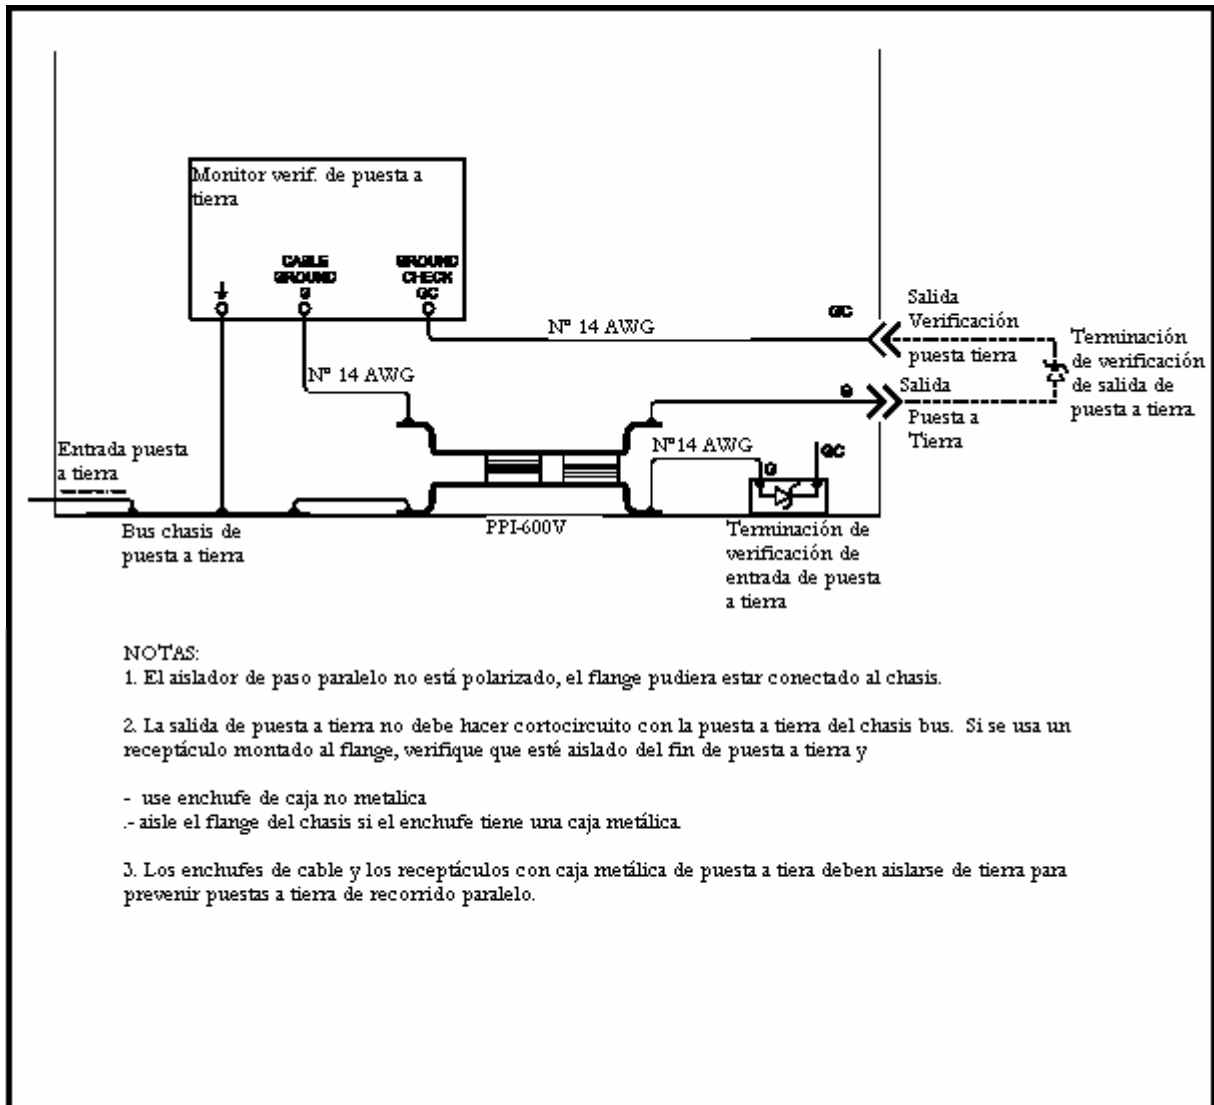 Monitor verif. de puesta a
tierra
CABLE
GROUND
G
GROUND
CHECK
GC
Nº 14 AWG
GC
Salida
Verificación
puesta tierra
Terminación
de verificación
de salida de
puesta a tierra
Nº 14 AWG
G
Salida
Puesta a
Tierra
Entrada puesta
a tierra
Nº14 AWG
G
GC
Bus chasis de
puesta a tierra
PPI-600V
Terminación de
verificación de
entrada de puesta
a tierra
NOTAS:
1. El aislador de paso paralelo no está polarizado, el flange pudiera estar conectado al chasis.
2. La salida de puesta a tierra no debe hacer cortocircuito con la puesta a tierra del chasis bus. Si se usa un
receptáculo montado al flange, verifique que esté aislado del fin de puesta a tierra y
- use enchufe de caja no metalica
.- aisle el flange del chasis si el enchufe tiene una caja metálica
3. Los enchufes de cable y los receptáculos con caja metálica de puesta a tiera deben aislarse de tierra para
prevenir puestas a tierra de recorrido paralelo.